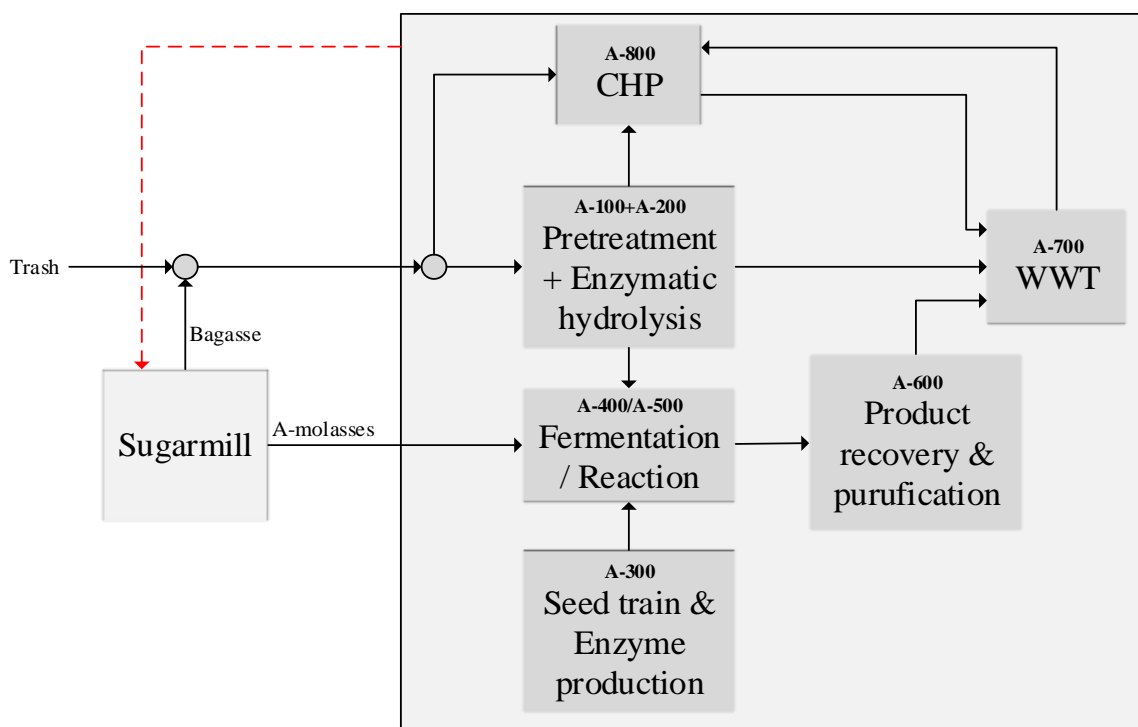 A-800
CHP
A-100+A-200
Pretreatment
+ Enzymatic
hydrolysis
A-700
WWT
Trash
Bagasse
Sugarmill
A-molasses
A-400/A-500
Fermentation
/ Reaction
A-600
Product
recovery &
purufication
A-300
Seed train &
Enzyme
production